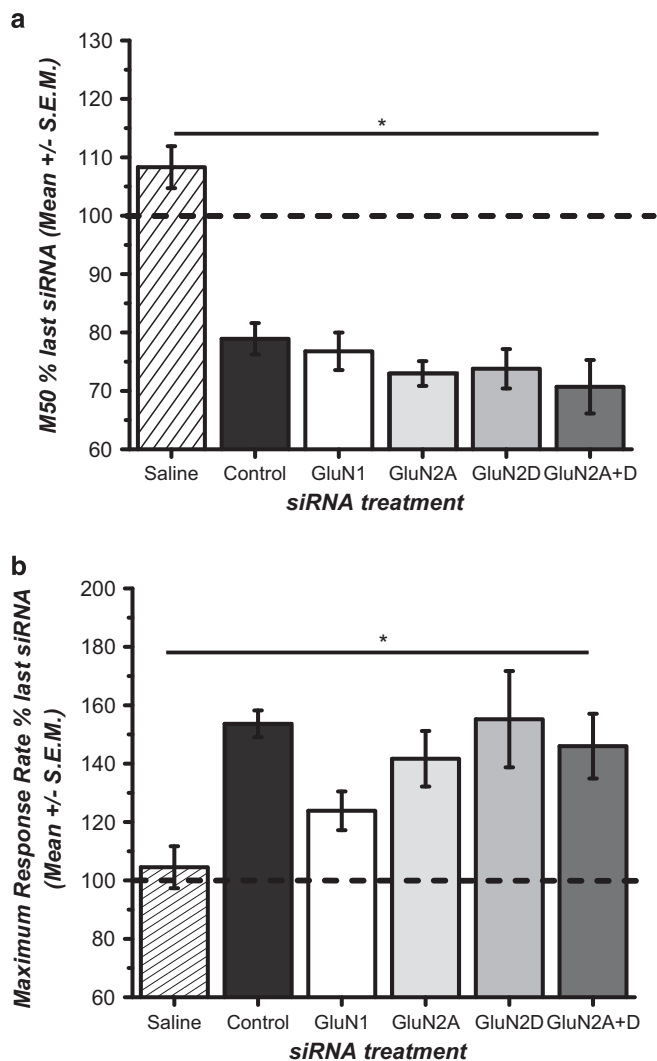 a
M50 % last siRNA (Mean +/- S.E.M.)
130
120
110
100
90
80
70
60
*
Saline Control GluN1 GluN2A GluN2D GluN2A+D
siRNA treatment
b
Maximum Response Rate % last siRNA
(Mean +/- S.E.M.)
200
180
160
140
120
100
80
60
*
Saline Control GluN1 GluN2A GluN2D GluN2A+D
siRNA treatment